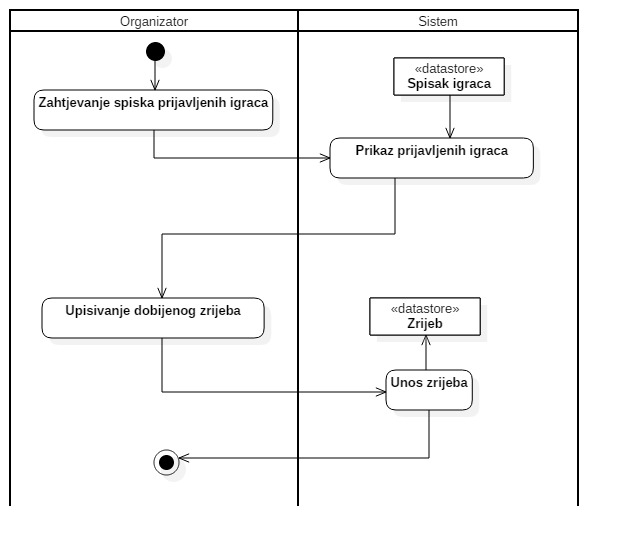 Organizator
Sistem
«datastore»
Spisak igraca
Zahtjevanje spiska prijavljenih igraca
Prikaz prijavljenih igraca
Upisivanje dobijenog zrijeba
«datastore»
Zrijeb
Unos zrijeba